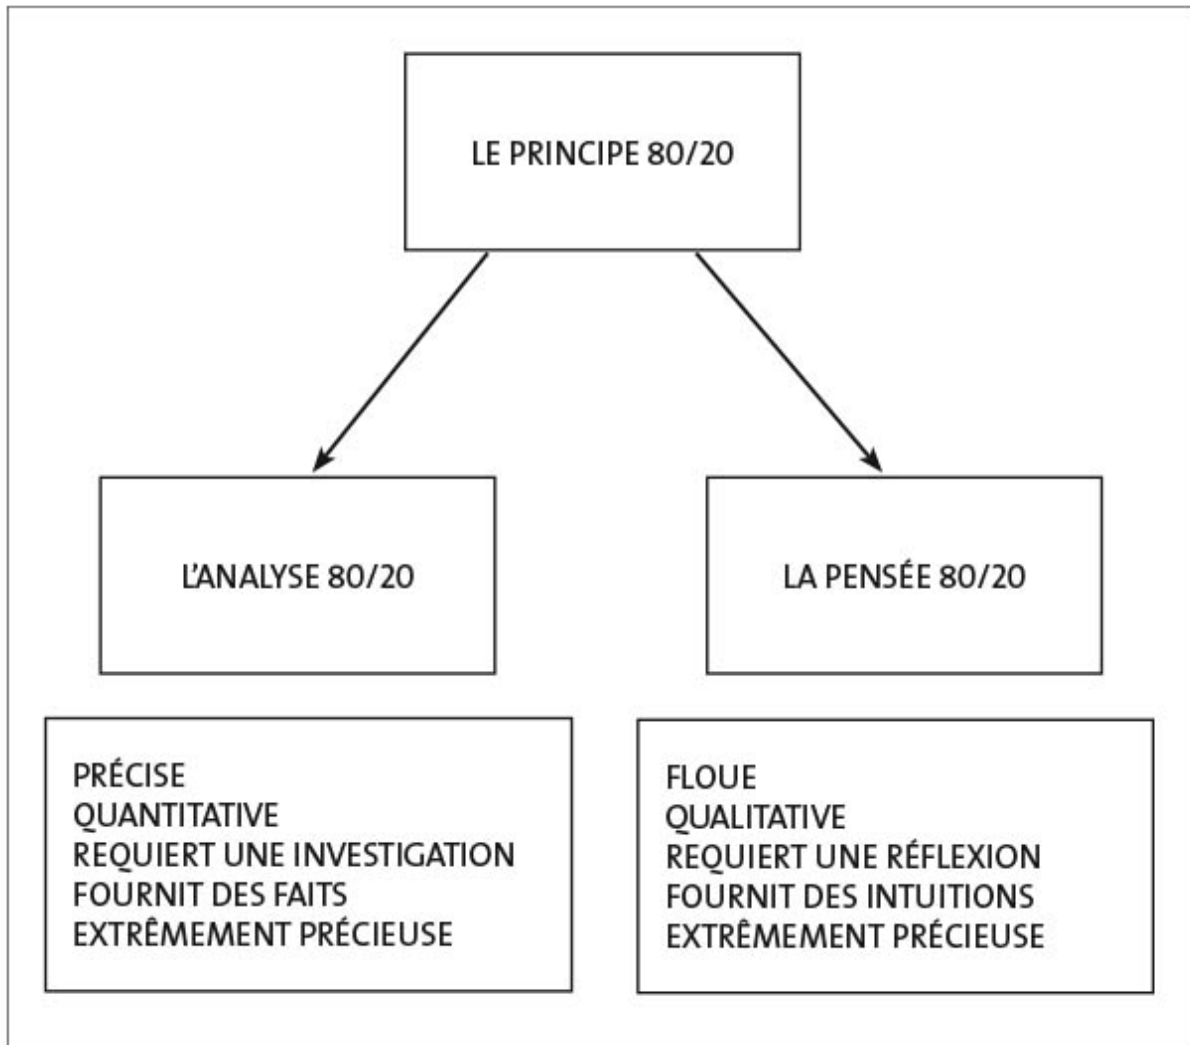 LE PRINCIPE 80/20
L'ANALYSE 80/20
LA PENSÉE 80/20
PRÉCISE
QUANTITATIVE
REQUIERT UNE INVESTIGATION
FOURNIT DES FAITS
EXTRÊMEMENT PRÉCIEUSE
FLOUE
QUALITATIVE
REQUIERT UNE RÉFLEXION
FOURNIT DES INTUITIONS
EXTRÊMEMENT PRÉCIEUSE